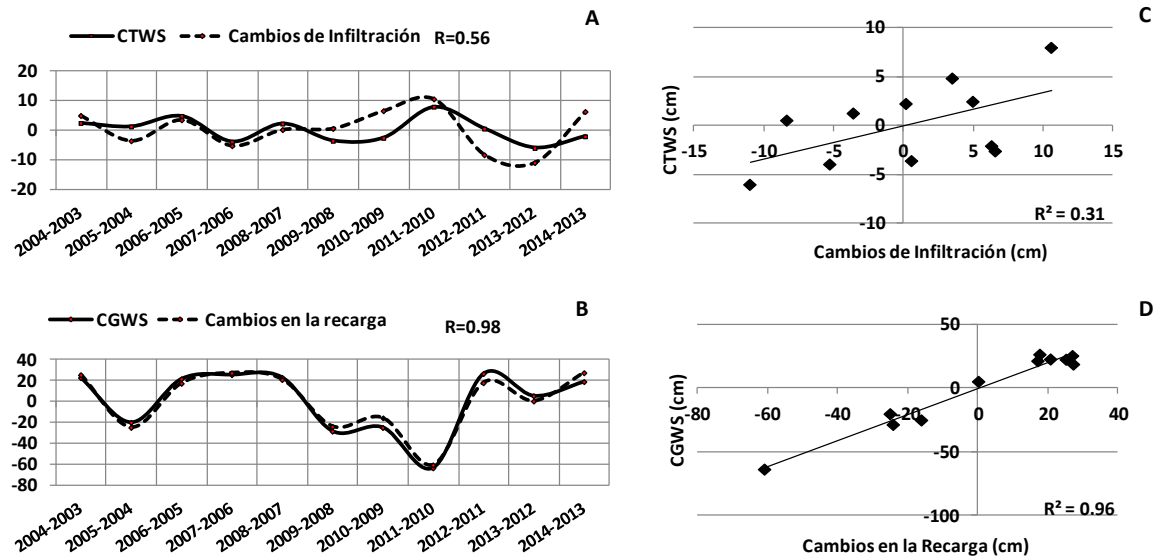 A
CTWS Cambios de Infiltración R=0.56
20
10
0
-10
-20
2004-2003 2005-2004 2006-2005 2007-2006 2008-2007 2009-2008 2010-2009 2011-2010 2012-2011 2013-2012 2014-2013
C
CTWS (cm)
10
5
0
-5
-10
-15 -10 -5 0 5 10 15
R² = 0.31
Cambios de Infiltración (cm)
B
CGWS Cambios en la recarga R=0.98
40
20
0
-20
-40
-60
-80
2004-2003 2005-2004 2006-2005 2007-2006 2008-2007 2009-2008 2010-2009 2011-2010 2012-2011 2013-2012 2014-2013
D
CGWS (cm)
50
0
-50
-100
-80 -60 -40 -20 0 20 40
R² = 0.96
Cambios en la Recarga (cm)